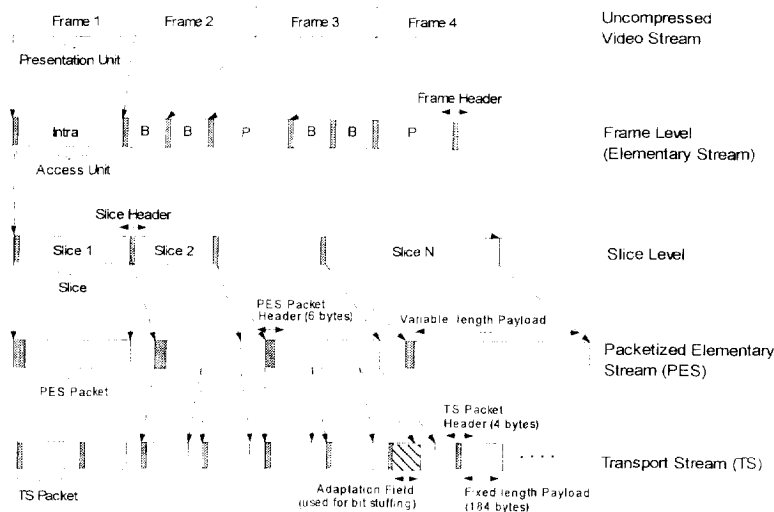 Frame 1 Frame 2 Frame 3 Frame 4
Uncompressed
Video Stream
Presentation Unit
Frame Header
Intra B B P B B P
Frame Level
(Elementary Stream)
Access Unit
Slice Header
Slice 1 Slice 2 Slice N
Slice Level
Slice
PES Packet
Header (6 bytes)
Variable length Payload
Packetized Elementary
Stream (PES)
PES Packet
TS Packet
Header (4 bytes)
Transport Stream (TS)
TS Packet
Adaptation Field
(used for bit stuffing)
Fixed length Payload
(184 bytes)